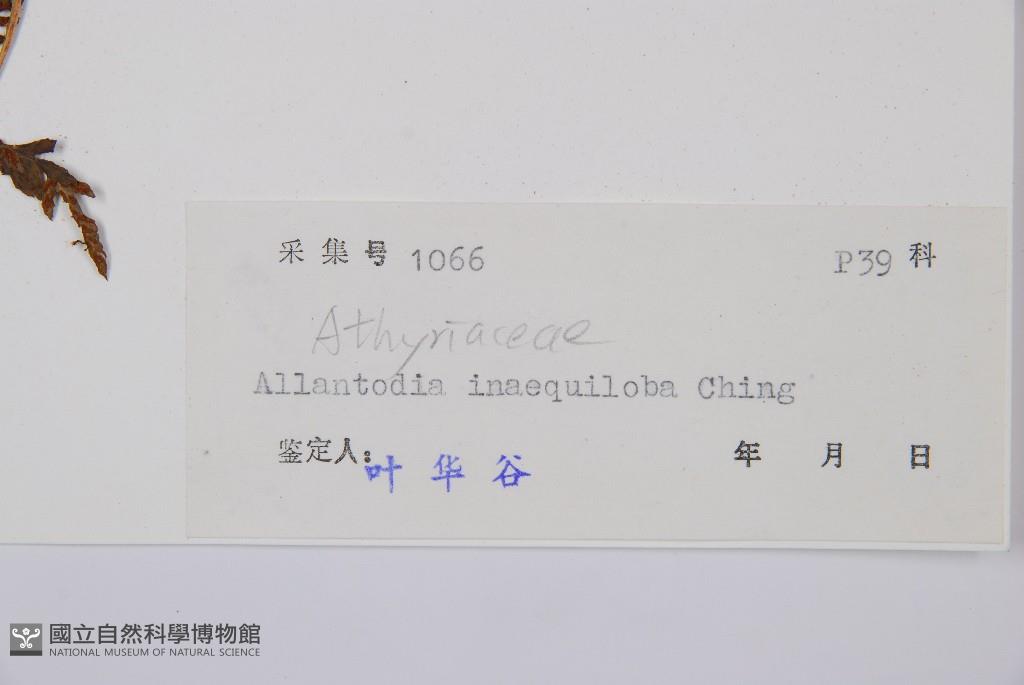 采集号 1066 P39 科
Athyriaceae
Allantodia inaequiloba Ching
鉴定人: 叶华谷 年 月 日
國立自然科學博物館
NATIONAL MUSEUM OF NATURAL SCIENCE